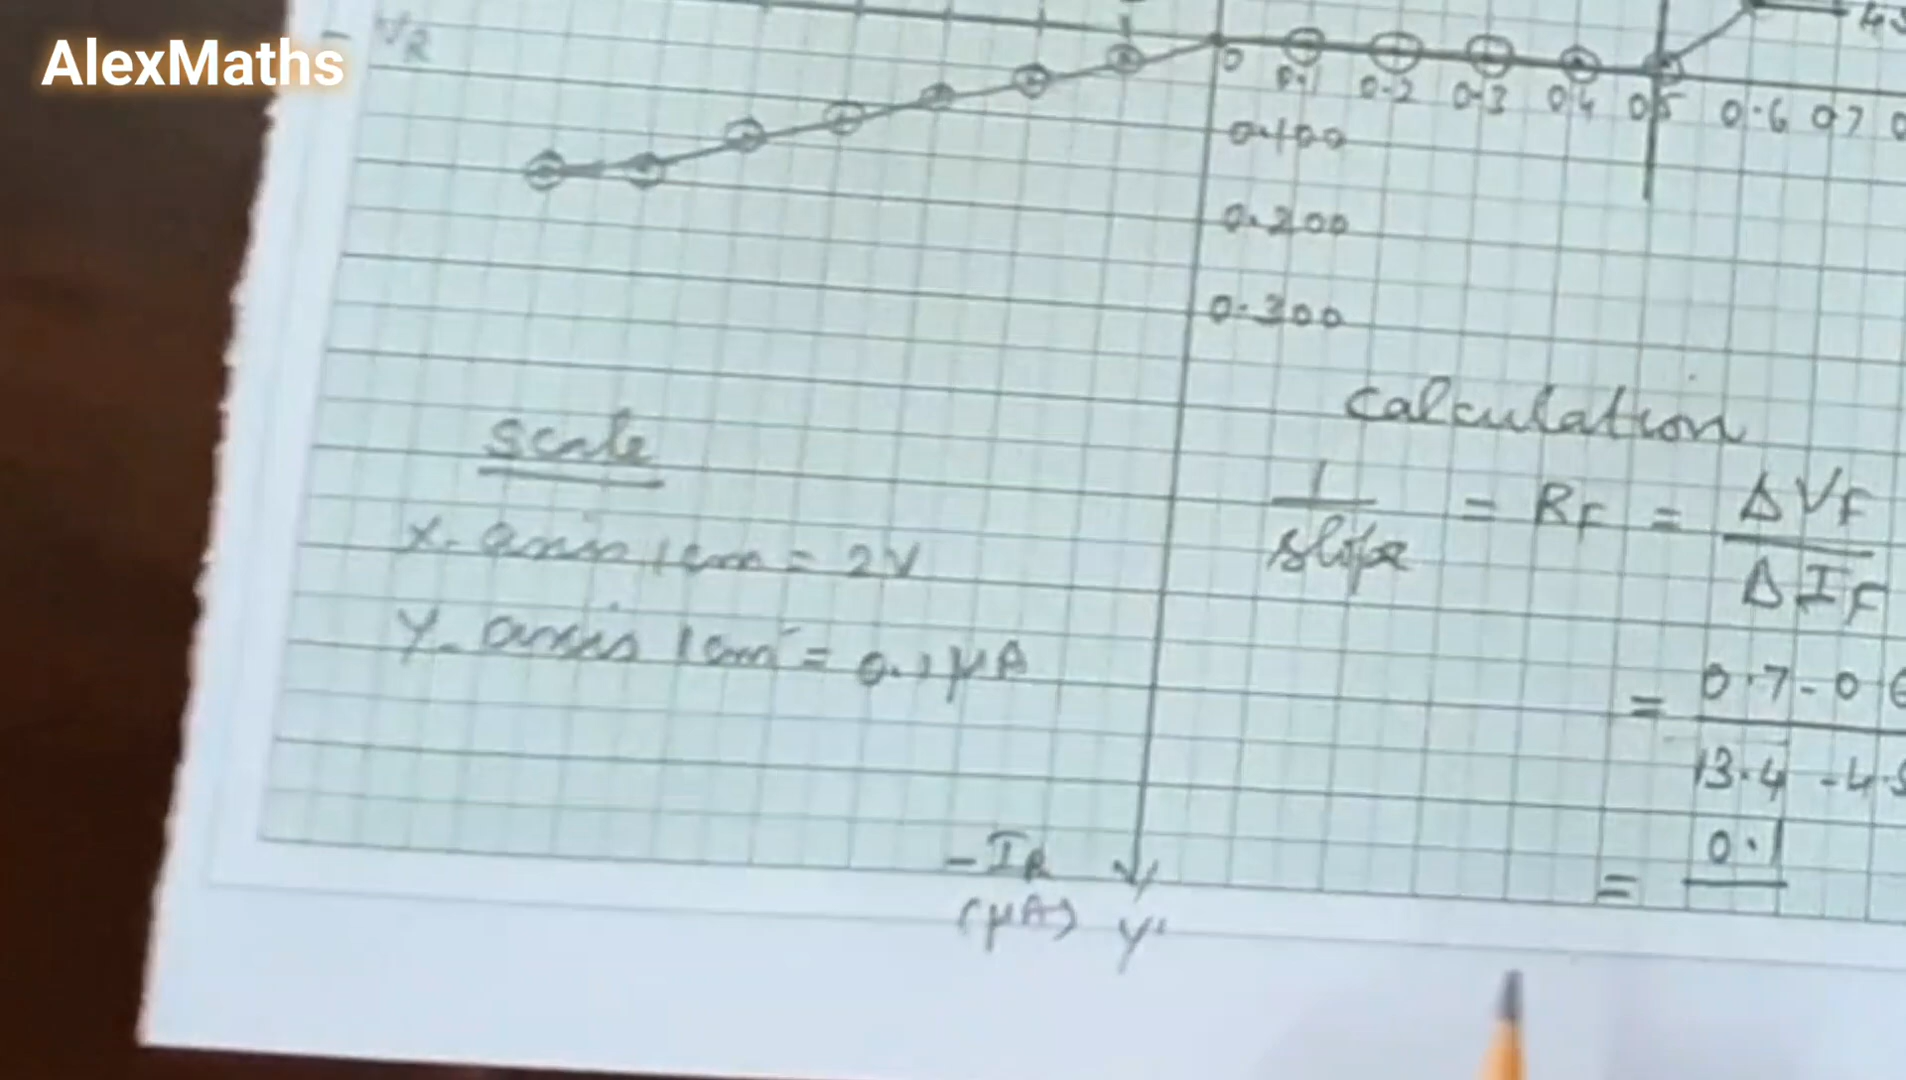 AlexMaths
VR
0 0.1 0.2 0.3 0.4 0.5 0.6 0.7
0.100
0.200
0.300
scale
X-axis 1cm = 2V
Y-axis 1cm = 0.1μA
-IR
(μA) Y'
Calculation
1/slope = RF = ΔVF/ΔIF
= 0.7-0.6
13.4 -4.
= 0.1